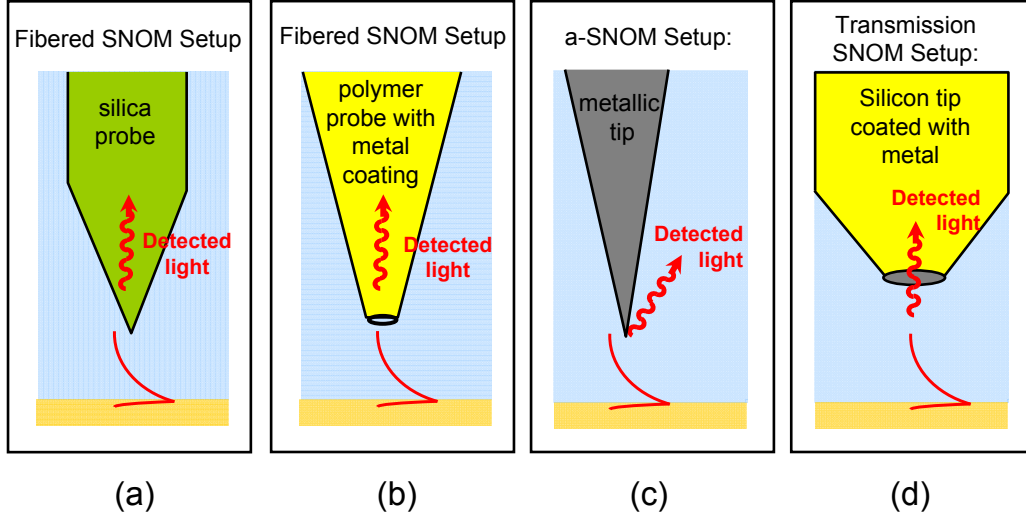 Fibered SNOM Setup
silica
probe
Detected
light
(a)
Fibered SNOM Setup
polymer
probe with
metal
coating
Detected
light
(b)
a-SNOM Setup:
metallic
tip
Detected
light
(c)
Transmission
SNOM Setup:
Silicon tip
coated with
metal
Detected
light
(d)